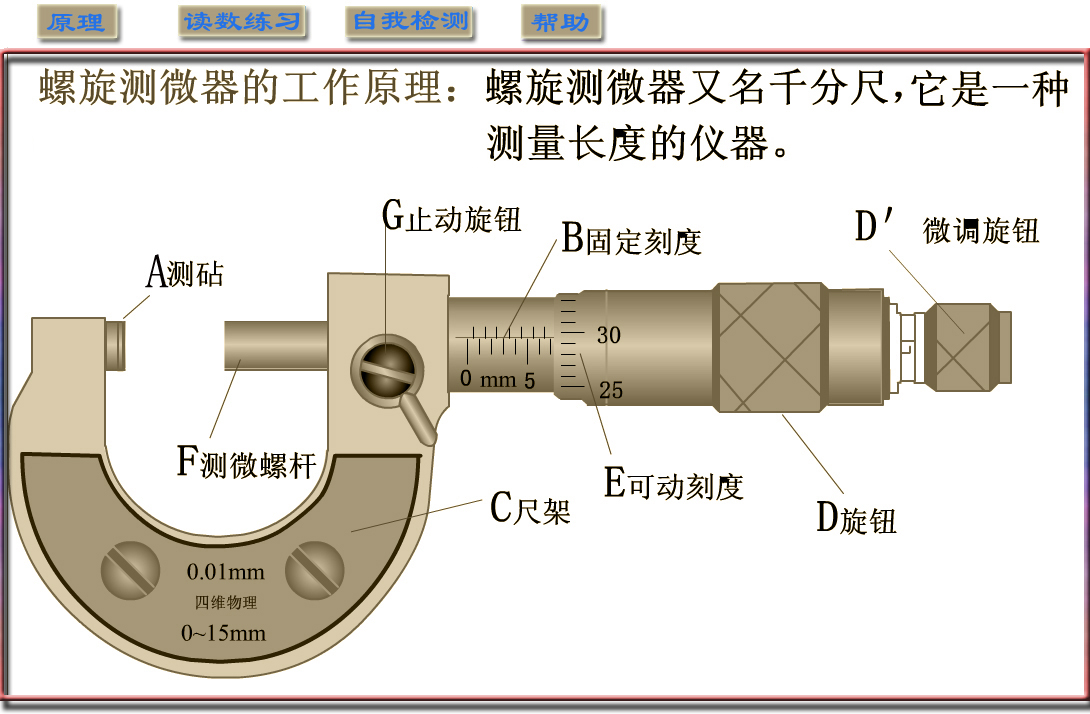 原理 读数练习 自我检测 帮助
螺旋测微器的工作原理：螺旋测微器又名千分尺，它是一种
测量长度的仪器。
G止动旋钮
B固定刻度
D′ 微调旋钮
A测砧
30
0 mm 5
25
F测微螺杆
E可动刻度
C尺架
D旋钮
0.01mm
四维物理
0~15mm